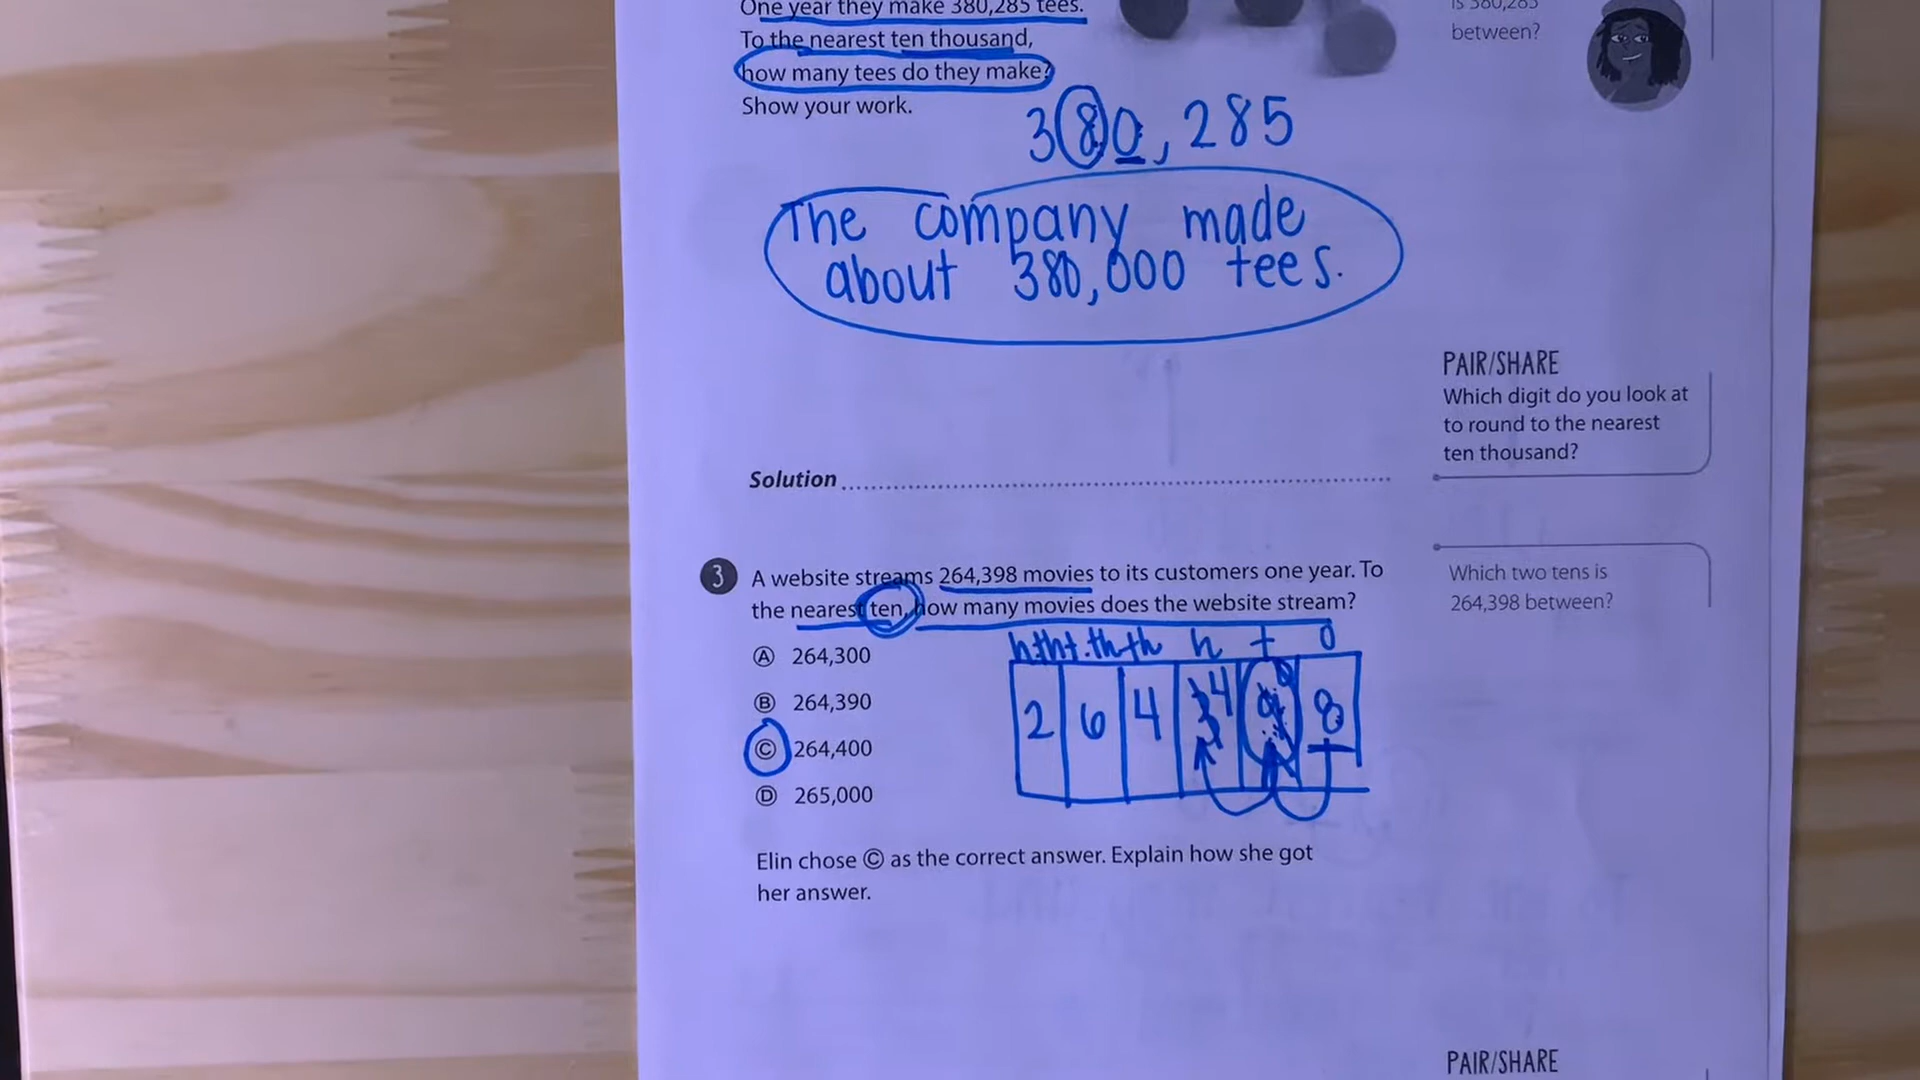 One year they make 380,285 tees.
To the nearest ten thousand,
how many tees do they make?
Show your work.
is 380,285
between?
380,285
The company made
about 380,000 tees.
PAIR/SHARE
Which digit do you look at
to round to the nearest
ten thousand?
Solution
3 A website streams 264,398 movies to its customers one year. To
the nearest ten, how many movies does the website stream?
Which two tens is
264,398 between?
h.th t.th th h t o
2 6 4 3 4 9 0 8
A 264,300
B 264,390
C 264,400
D 265,000
Elin chose C as the correct answer. Explain how she got
her answer.
PAIR/SHARE